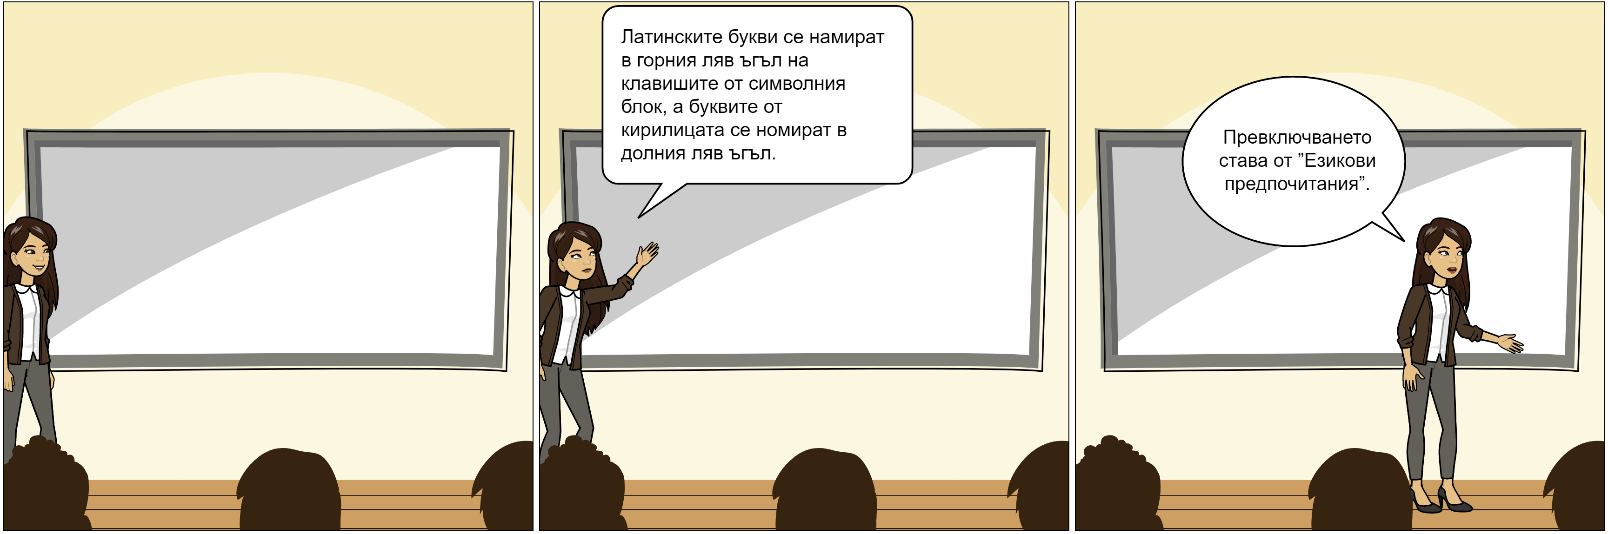 Латинските букви се намират
в горния ляв ъгъл на
клавишите от символния
блок, а буквите от
кирилицата се номират в
долния ляв ъгъл.
Превключването
става от ”Езикови
предпочитания”.